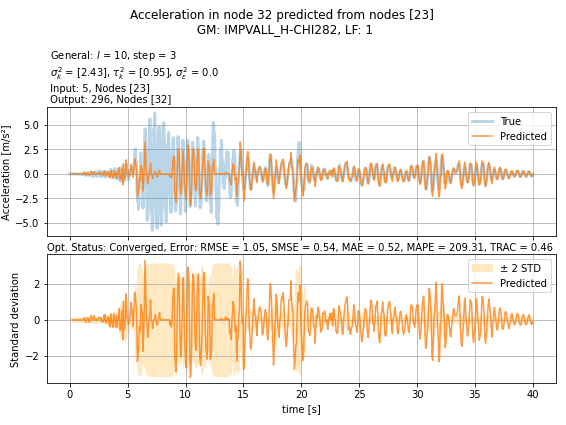 Acceleration in node 32 predicted from nodes [23]
GM: IMPVALL_H-CHI282, LF: 1
General: l = 10, step = 3
σ²ₖ = [2.43], τ²ₖ = [0.95], σ²ε = 0.0
Input: 5, Nodes [23]
Output: 296, Nodes [32]
Acceleration [m/s²]
5.0
2.5
0.0
−2.5
−5.0
True
Predicted
Opt. Status: Converged, Error: RMSE = 1.05, SMSE = 0.54, MAE = 0.52, MAPE = 209.31, TRAC = 0.46
Standard deviation
2
0
−2
± 2 STD
Predicted
0 5 10 15 20 25 30 35 40
time [s]